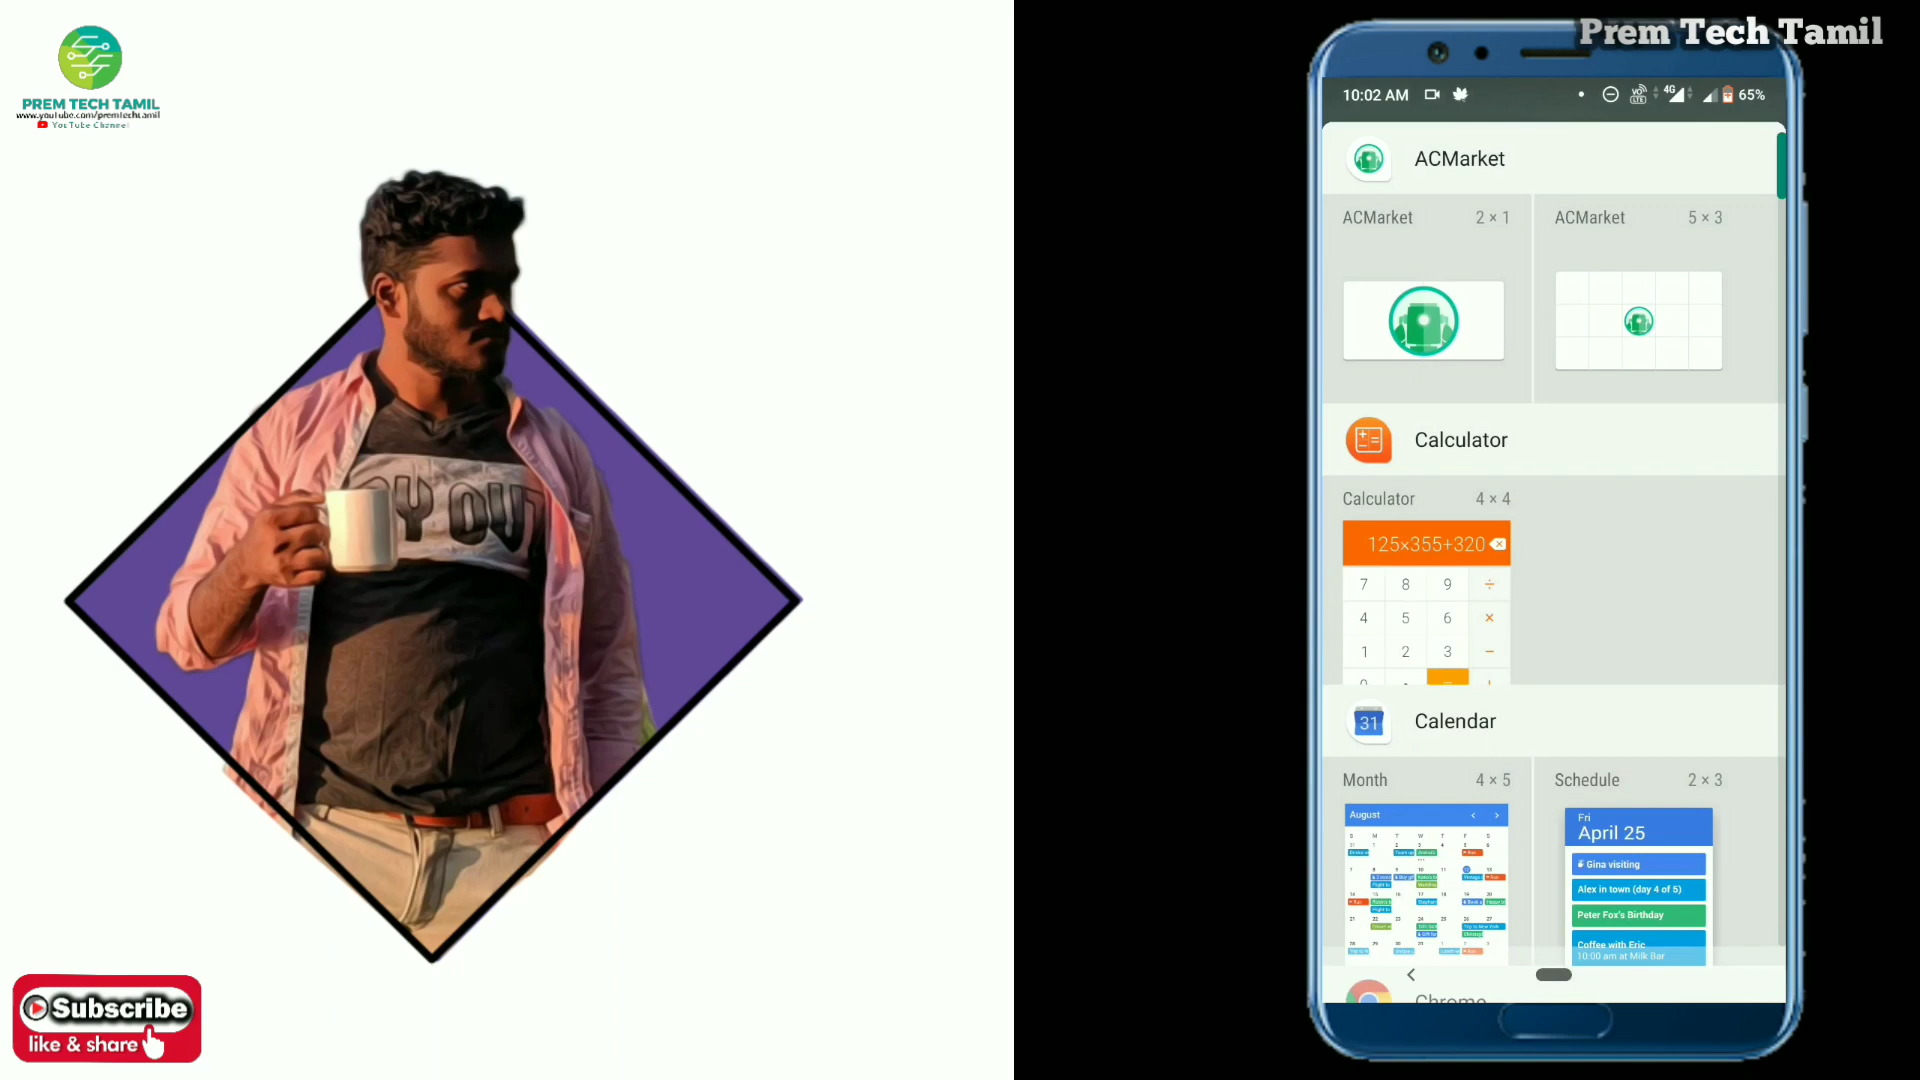 PREM TECH TAMIL
www.youtube.com/premtechtamil
YouTube Channel
Y OUT
Subscribe
like & share
Prem Tech Tamil
10:02 AM
VO LTE
4G
65%
ACMarket
ACMarket 2 × 1
ACMarket 5 × 3
Calculator
Calculator 4 × 4
125×355+320
7 8 9 ÷
4 5 6 ×
1 2 3 −
31 Calendar
Month 4 × 5
Schedule 2 × 3
August
Fri
April 25
Gina visiting
Alex in town (day 4 of 5)
Peter Fox's Birthday
Coffee with Eric
10:00 am at Milk Bar
Chrome